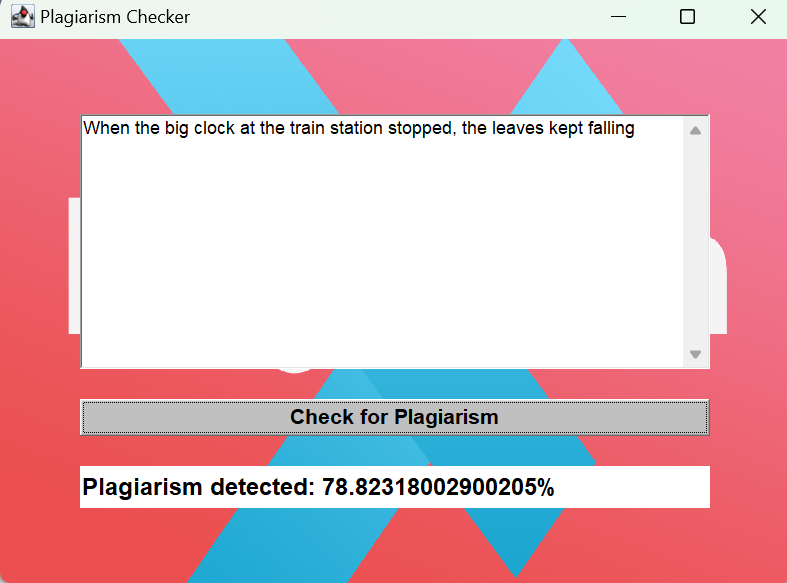 Plagiarism Checker
When the big clock at the train station stopped, the leaves kept falling
Check for Plagiarism
Plagiarism detected: 78.82318002900205%